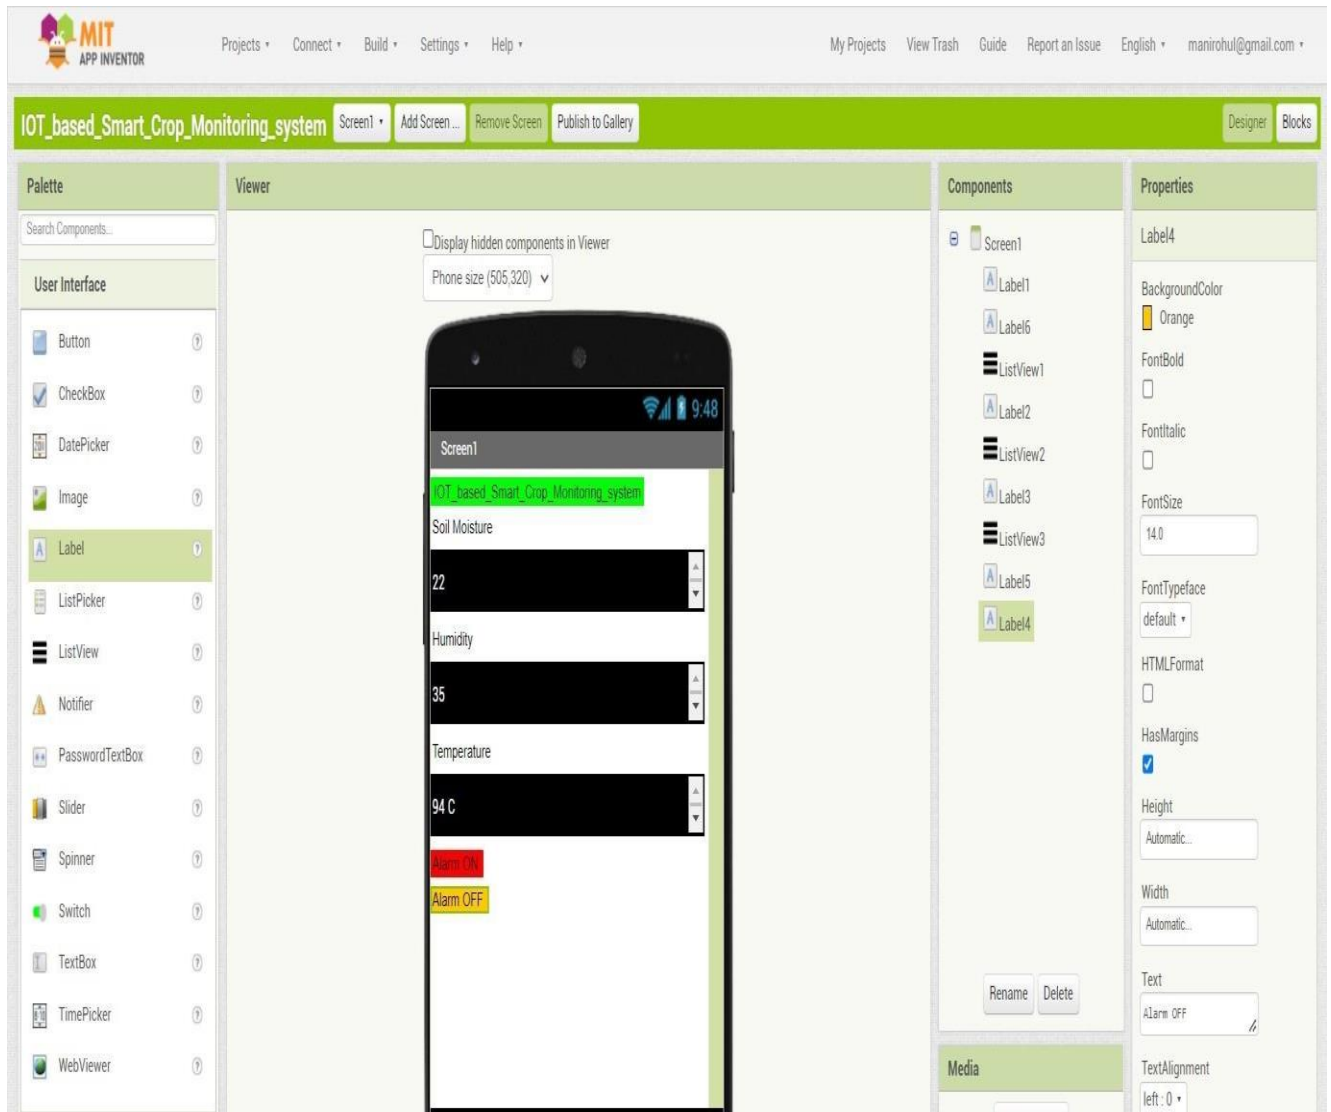 MIT
APP INVENTOR
Projects Connect Build Settings Help My Projects View Trash Guide Report an Issue English manirohul@gmail.com
IOT_based_Smart_Crop_Monitoring_system Screen1 Add Screen ... Remove Screen Publish to Gallery Designer Blocks
Palette
Search Components...
User Interface
Button
CheckBox
DatePicker
Image
Label
ListPicker
ListView
Notifier
PasswordTextBox
Slider
Spinner
Switch
TextBox
TimePicker
WebViewer
Viewer
Display hidden components in Viewer
Phone size (505,320)
9:48
Screen1
IOT_based_Smart_Crop_Monitoring_system
Soil Moisture
22
Humidity
35
Temperature
94 C
Alarm ON
Alarm OFF
Components
Screen1
Label1
Label6
ListView1
Label2
ListView2
Label3
ListView3
Label5
Label4
Rename Delete
Media
Properties
Label4
BackgroundColor
Orange
FontBold
FontItalic
FontSize
14.0
FontTypeface
default
HTMLFormat
HasMargins
Height
Automatic...
Width
Automatic...
Text
Alarm OFF
TextAlignment
left : 0